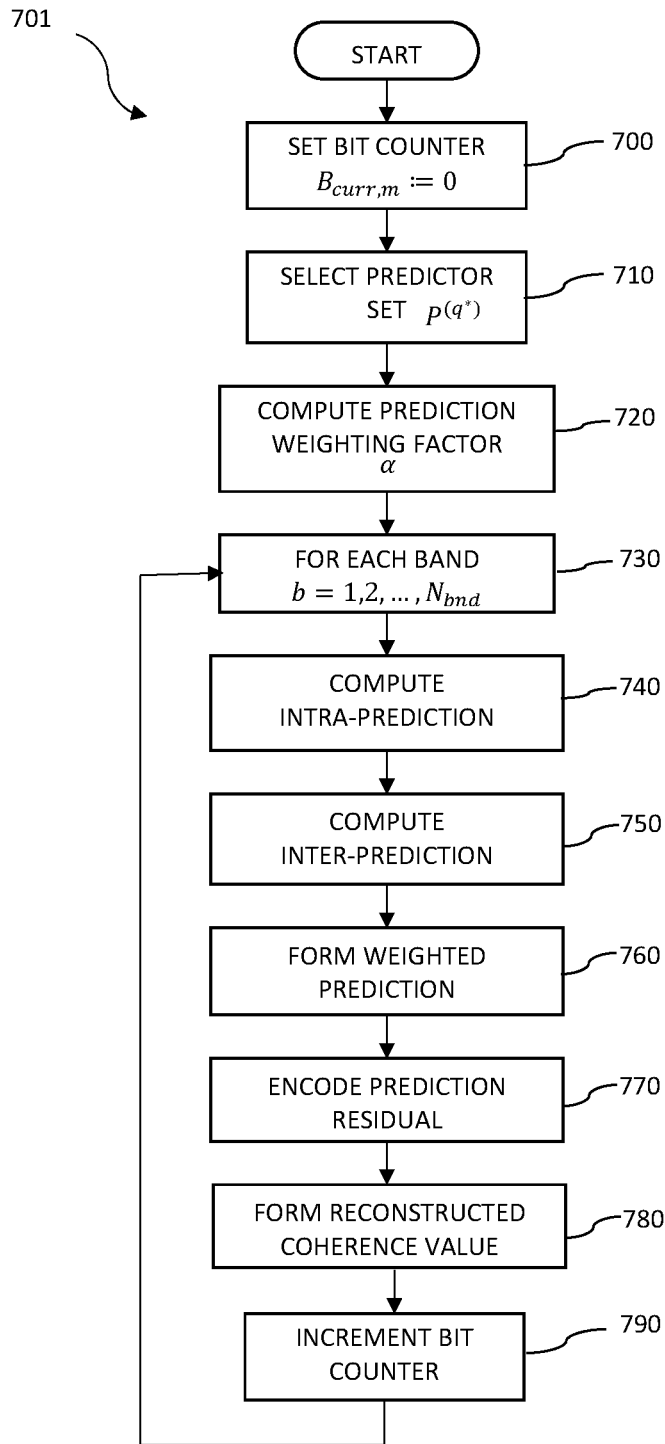 701
START
SET BIT COUNTER
B_{curr,m} := 0
700
SELECT PREDICTOR
SET P^{(q*)}
710
COMPUTE PREDICTION
WEIGHTING FACTOR
α
720
FOR EACH BAND
b = 1,2, … , N_{bnd}
730
COMPUTE
INTRA-PREDICTION
740
COMPUTE
INTER-PREDICTION
750
FORM WEIGHTED
PREDICTION
760
ENCODE PREDICTION
RESIDUAL
770
FORM RECONSTRUCTED
COHERENCE VALUE
780
INCREMENT BIT
COUNTER
790